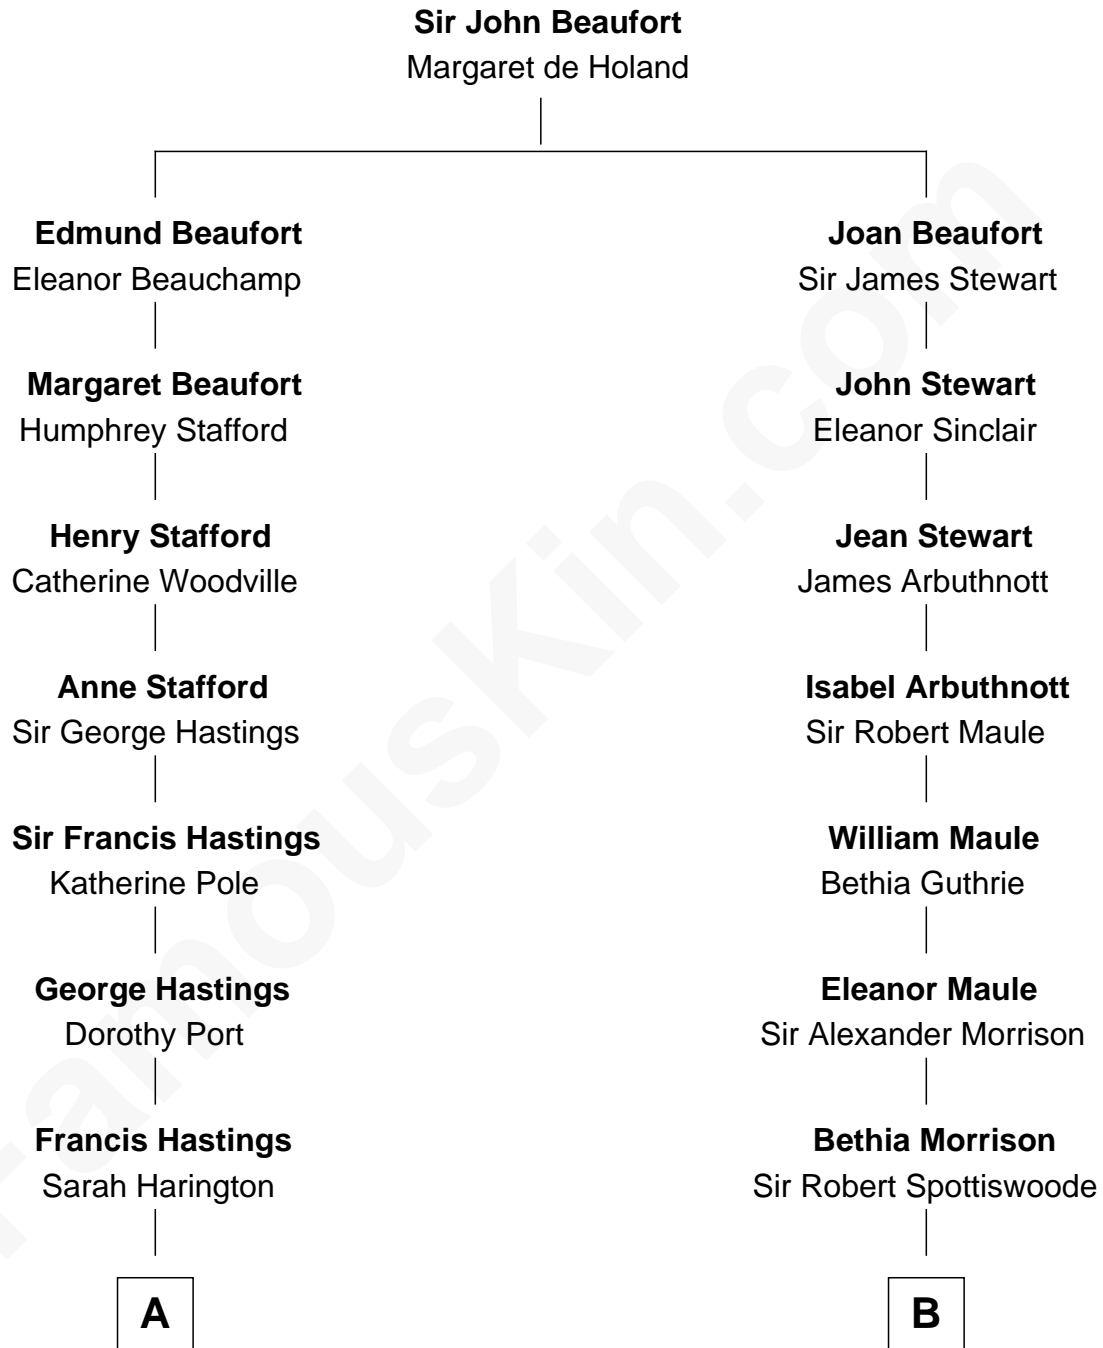 Sir John Beaufort
Margaret de Holand
Edmund Beaufort
Eleanor Beauchamp
Joan Beaufort
Sir James Stewart
Margaret Beaufort
Humphrey Stafford
John Stewart
Eleanor Sinclair
Henry Stafford
Catherine Woodville
Jean Stewart
James Arbuthnott
Anne Stafford
Sir George Hastings
Isabel Arbuthnott
Sir Robert Maule
Sir Francis Hastings
Katherine Pole
William Maule
Bethia Guthrie
George Hastings
Dorothy Port
Eleanor Maule
Sir Alexander Morrison
Francis Hastings
Sarah Harington
Bethia Morrison
Sir Robert Spottiswoode
A
B
FamousKin.com